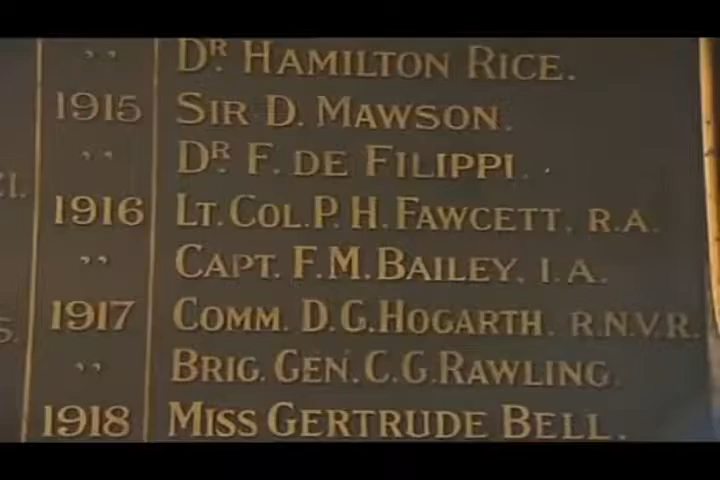 ,, DR. HAMILTON RICE.
1915 SIR D. MAWSON.
,, DR. F. DE FILIPPI.
1916 LT. COL. P. H. FAWCETT. R.A.
,, CAPT. F. M. BAILEY. I.A.
1917 COMM. D. G. HOGARTH. R.N.V.R.
,, BRIG. GEN. C. G. RAWLING.
1918 MISS GERTRUDE BELL.